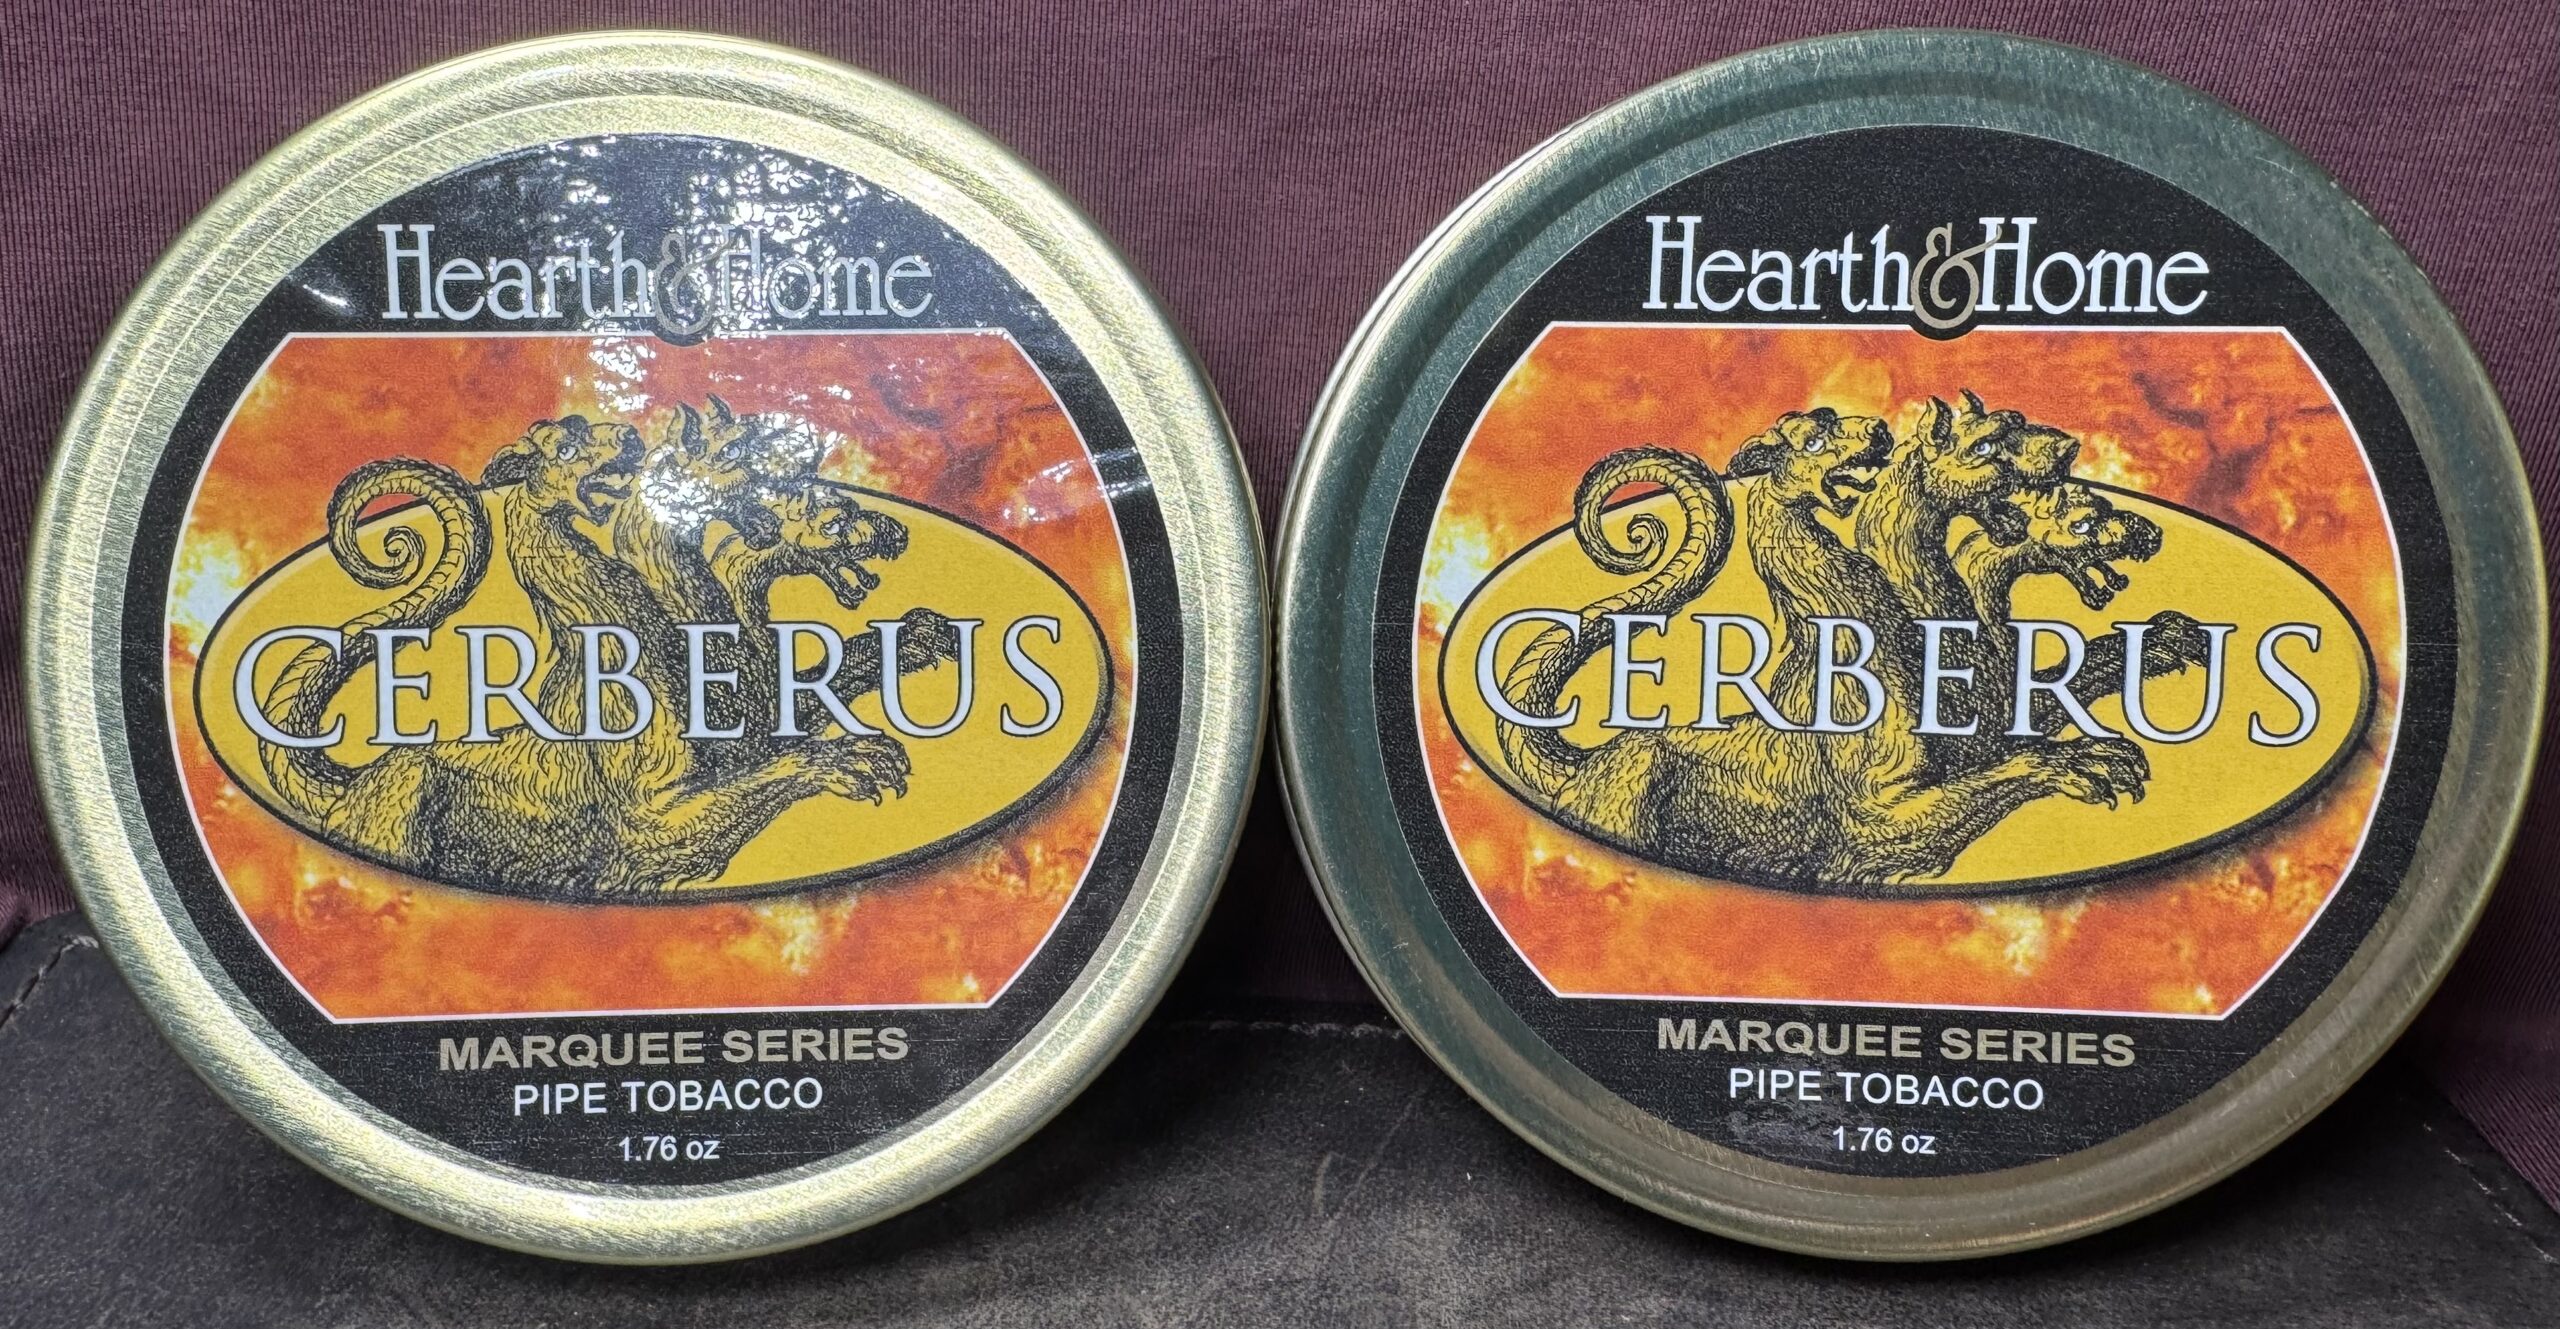 Hearth & Home
CERBERUS
MARQUEE SERIES
PIPE TOBACCO
1.76 oz
Hearth & Home
CERBERUS
MARQUEE SERIES
PIPE TOBACCO
1.76 oz